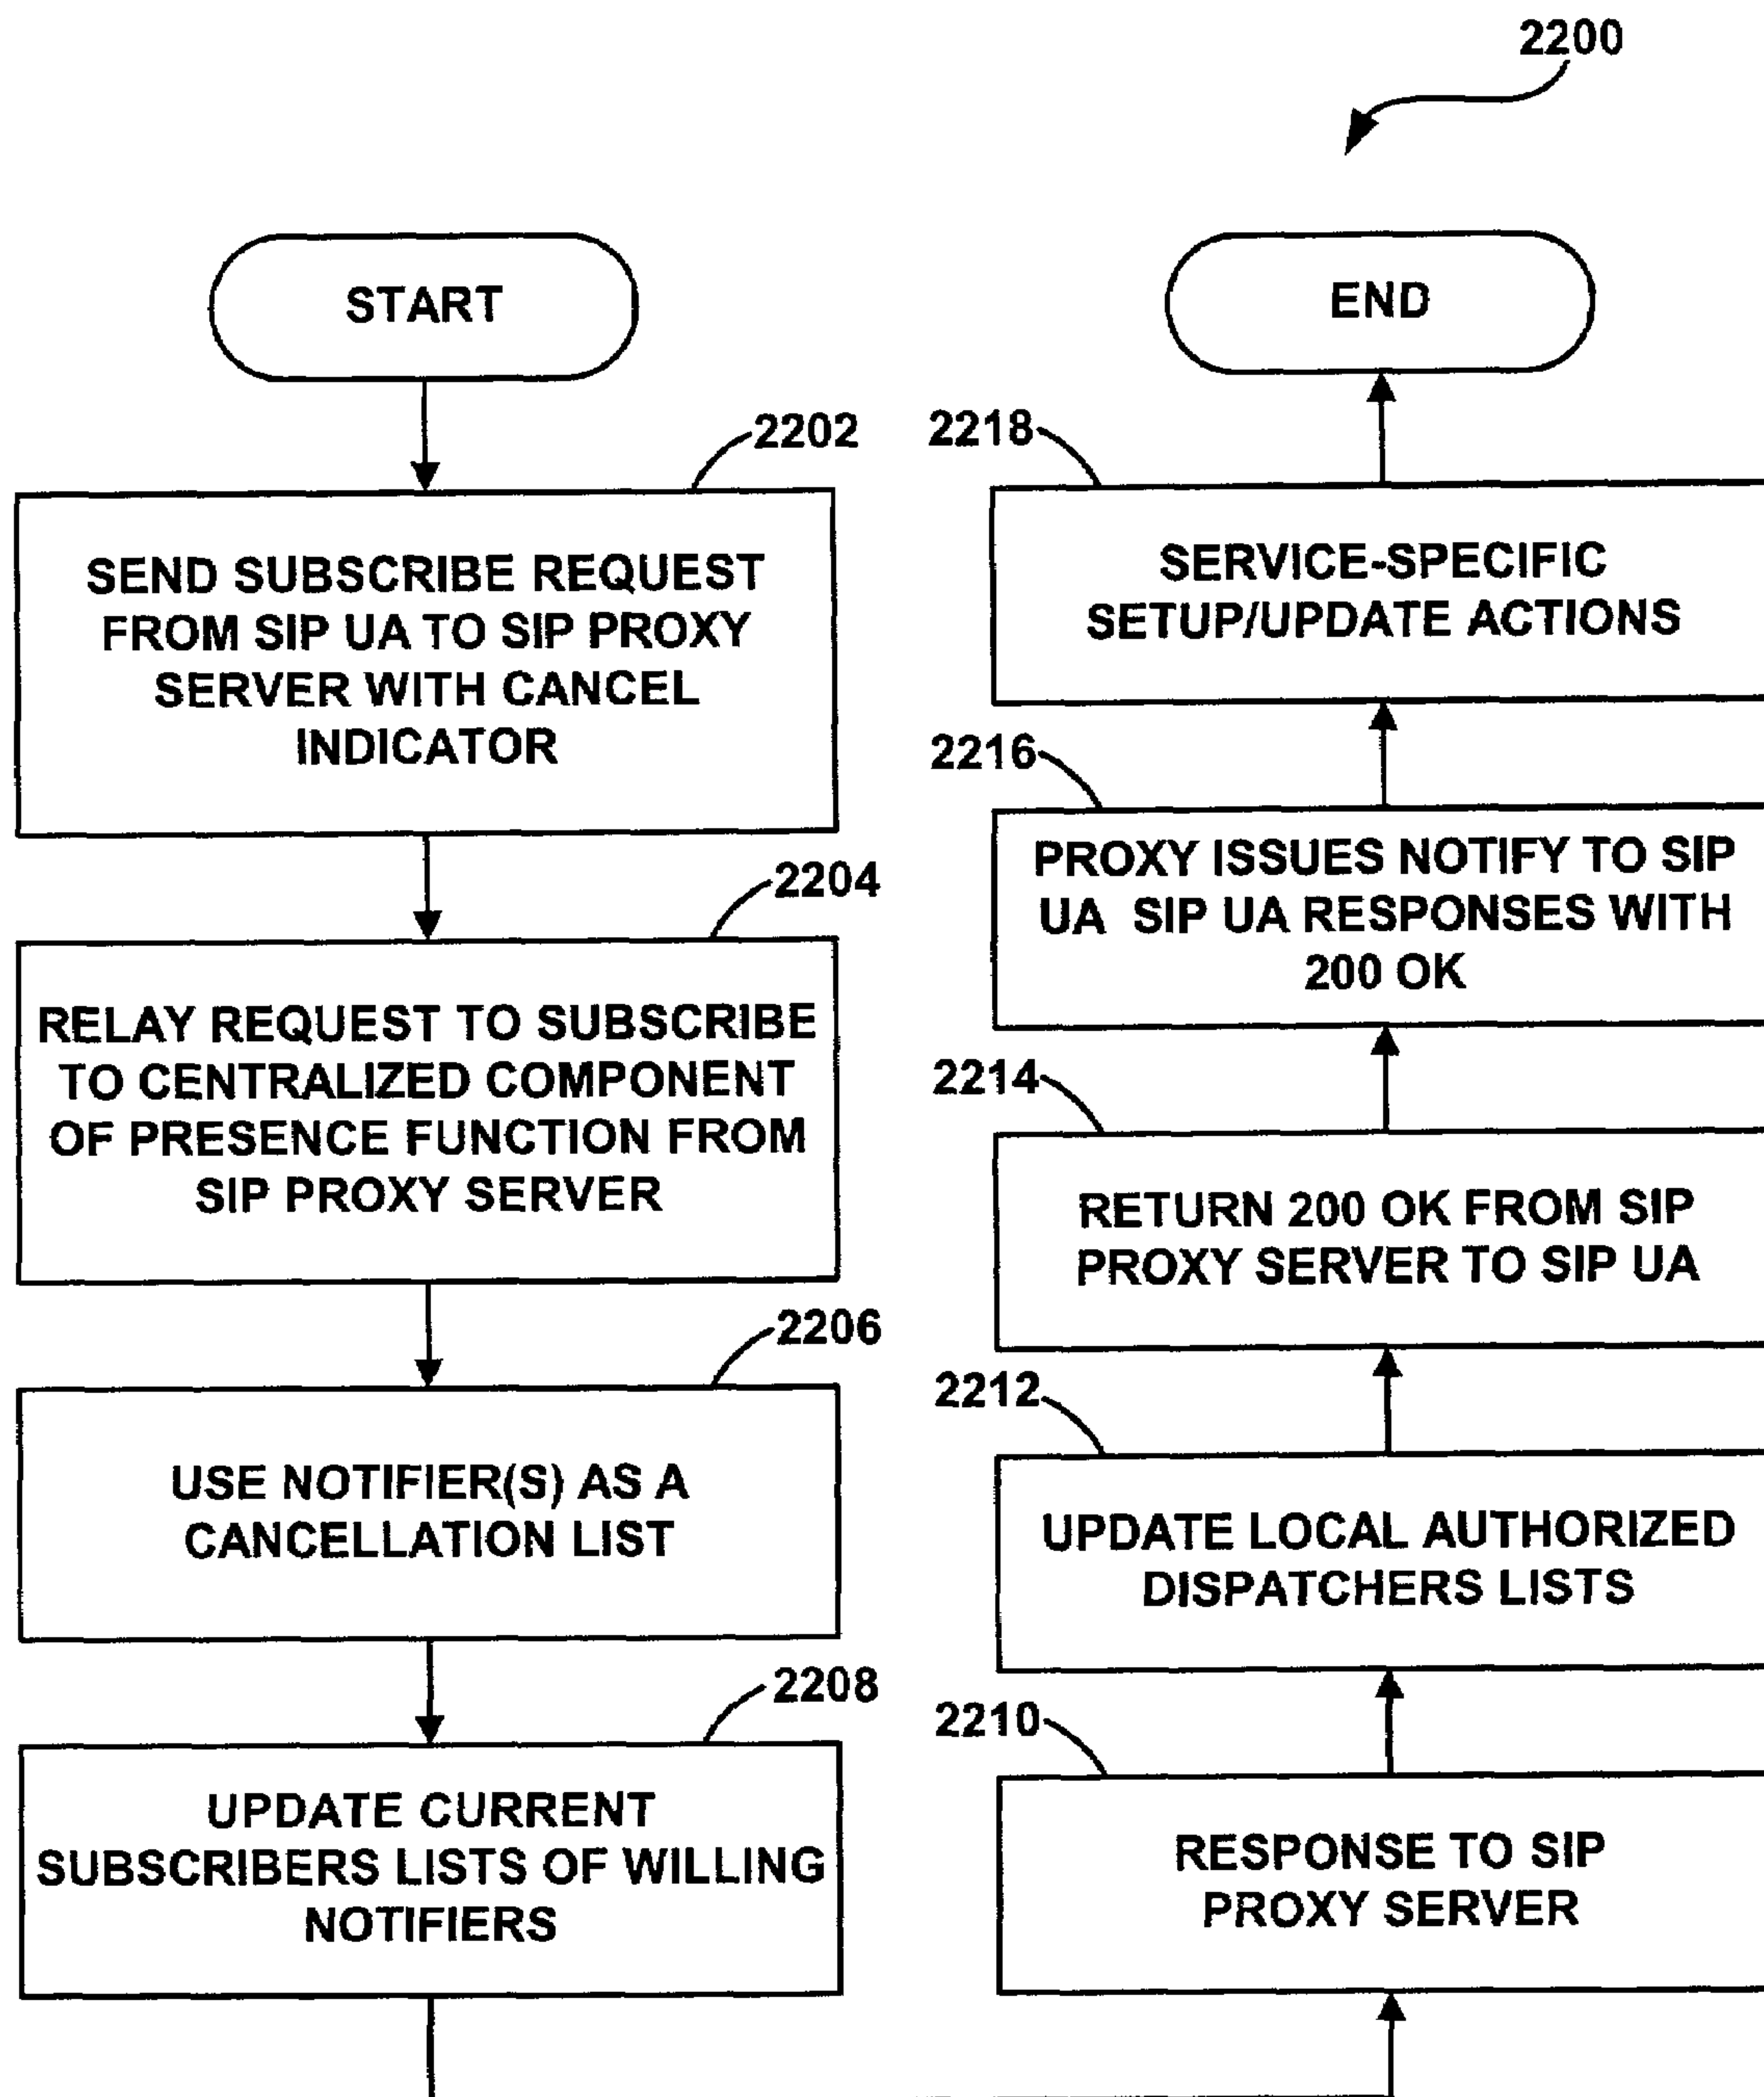 2200
START
2202
SEND SUBSCRIBE REQUEST
FROM SIP UA TO SIP PROXY
SERVER WITH CANCEL
INDICATOR
2204
RELAY REQUEST TO SUBSCRIBE
TO CENTRALIZED COMPONENT
OF PRESENCE FUNCTION FROM
SIP PROXY SERVER
2206
USE NOTIFIER(S) AS A
CANCELLATION LIST
2208
UPDATE CURRENT
SUBSCRIBERS LISTS OF WILLING
NOTIFIERS
2210
RESPONSE TO SIP
PROXY SERVER
2212
UPDATE LOCAL AUTHORIZED
DISPATCHERS LISTS
2214
RETURN 200 OK FROM SIP
PROXY SERVER TO SIP UA
2216
PROXY ISSUES NOTIFY TO SIP
UA SIP UA RESPONSES WITH
200 OK
2218
SERVICE-SPECIFIC
SETUP/UPDATE ACTIONS
END